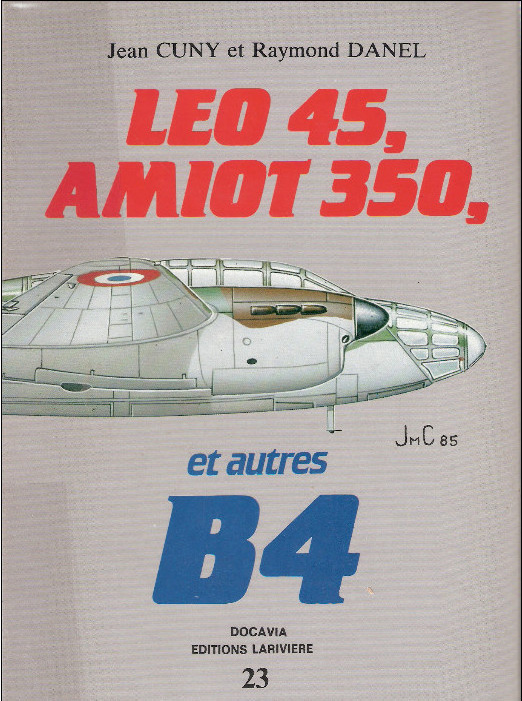 Jean CUNY et Raymond DANEL
LEO 45,
AMIOT 350,
JMC 85
et autres
B4
DOCAVIA
EDITIONS LARIVIERE
23